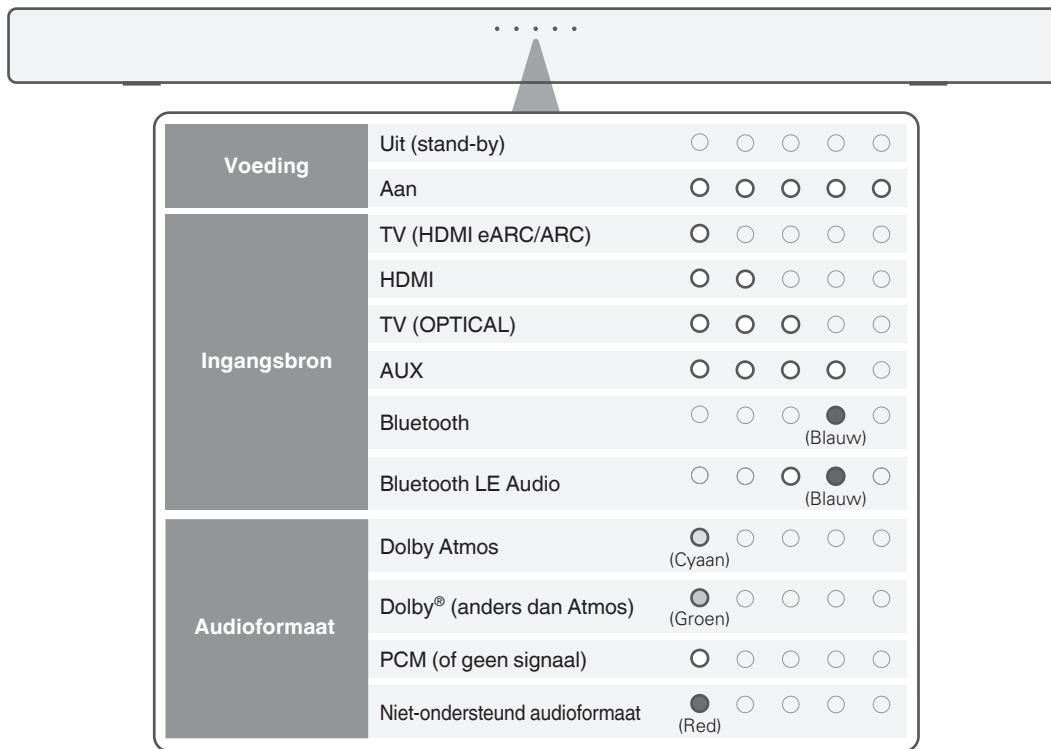 Voeding
Uit (stand-by)
Aan
Ingangsbron
TV (HDMI eARC/ARC)
HDMI
TV (OPTICAL)
AUX
Bluetooth
(Blauw)
Bluetooth LE Audio
(Blauw)
Audioformaat
Dolby Atmos
(Cyaan)
Dolby® (anders dan Atmos)
(Groen)
PCM (of geen signaal)
Niet-ondersteund audioformaat
(Red)